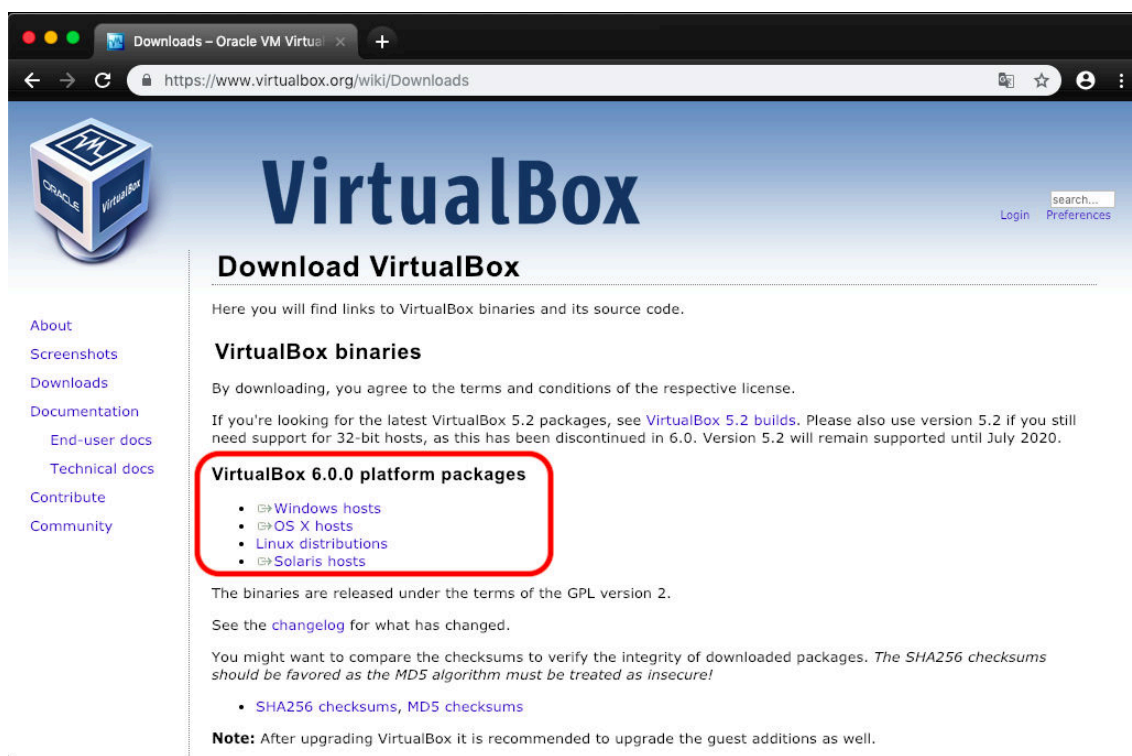 Downloads – Oracle VM Virtual
https://www.virtualbox.org/wiki/Downloads
ORACLE
VirtualBox
VirtualBox
search...
Login Preferences
Download VirtualBox
Here you will find links to VirtualBox binaries and its source code.
About
Screenshots
Downloads
Documentation
End-user docs
Technical docs
Contribute
Community
VirtualBox binaries
By downloading, you agree to the terms and conditions of the respective license.
If you're looking for the latest VirtualBox 5.2 packages, see VirtualBox 5.2 builds. Please also use version 5.2 if you still
need support for 32-bit hosts, as this has been discontinued in 6.0. Version 5.2 will remain supported until July 2020.
VirtualBox 6.0.0 platform packages
• Windows hosts
• OS X hosts
• Linux distributions
• Solaris hosts
The binaries are released under the terms of the GPL version 2.
See the changelog for what has changed.
You might want to compare the checksums to verify the integrity of downloaded packages. The SHA256 checksums
should be favored as the MD5 algorithm must be treated as insecure!
• SHA256 checksums, MD5 checksums
Note: After upgrading VirtualBox it is recommended to upgrade the guest additions as well.